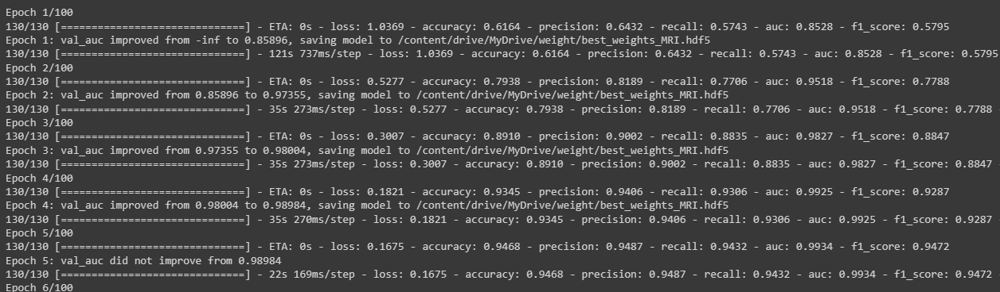 Epoch 1/100
130/130 [==============================] - ETA: 0s - loss: 1.0369 - accuracy: 0.6164 - precision: 0.6432 - recall: 0.5743 - auc: 0.8528 - f1_score: 0.5795
Epoch 1: val_auc improved from -inf to 0.85896, saving model to /content/drive/MyDrive/weight/best_weights_MRI.hdf5
130/130 [==============================] - 121s 737ms/step - loss: 1.0369 - accuracy: 0.6164 - precision: 0.6432 - recall: 0.5743 - auc: 0.8528 - f1_score: 0.5795
Epoch 2/100
130/130 [==============================] - ETA: 0s - loss: 0.5277 - accuracy: 0.7938 - precision: 0.8189 - recall: 0.7706 - auc: 0.9518 - f1_score: 0.7788
Epoch 2: val_auc improved from 0.85896 to 0.97355, saving model to /content/drive/MyDrive/weight/best_weights_MRI.hdf5
130/130 [==============================] - 35s 273ms/step - loss: 0.5277 - accuracy: 0.7938 - precision: 0.8189 - recall: 0.7706 - auc: 0.9518 - f1_score: 0.7788
Epoch 3/100
130/130 [==============================] - ETA: 0s - loss: 0.3007 - accuracy: 0.8910 - precision: 0.9002 - recall: 0.8835 - auc: 0.9827 - f1_score: 0.8847
Epoch 3: val_auc improved from 0.97355 to 0.98004, saving model to /content/drive/MyDrive/weight/best_weights_MRI.hdf5
130/130 [==============================] - 35s 273ms/step - loss: 0.3007 - accuracy: 0.8910 - precision: 0.9002 - recall: 0.8835 - auc: 0.9827 - f1_score: 0.8847 -
Epoch 4/100
130/130 [==============================] - ETA: 0s - loss: 0.1821 - accuracy: 0.9345 - precision: 0.9406 - recall: 0.9306 - auc: 0.9925 - f1_score: 0.9287
Epoch 4: val_auc improved from 0.98004 to 0.98984, saving model to /content/drive/MyDrive/weight/best_weights_MRI.hdf5
130/130 [==============================] - 35s 270ms/step - loss: 0.1821 - accuracy: 0.9345 - precision: 0.9406 - recall: 0.9306 - auc: 0.9925 - f1_score: 0.9287
Epoch 5/100
130/130 [==============================] - ETA: 0s - loss: 0.1675 - accuracy: 0.9468 - precision: 0.9487 - recall: 0.9432 - auc: 0.9934 - f1_score: 0.9472
Epoch 5: val_auc did not improve from 0.98984
130/130 [==============================] - 22s 169ms/step - loss: 0.1675 - accuracy: 0.9468 - precision: 0.9487 - recall: 0.9432 - auc: 0.9934 - f1_score: 0.9472 -
Epoch 6/100